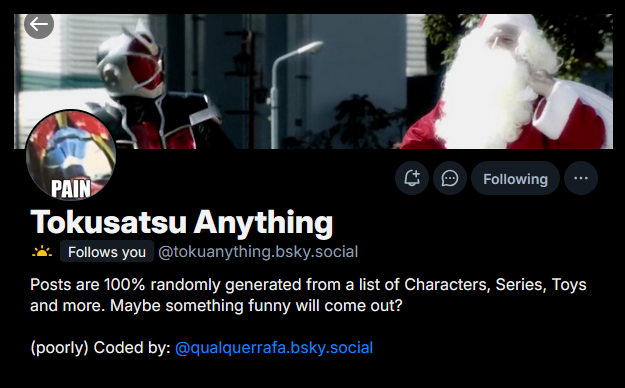 PAIN
Following
Tokusatsu Anything
Follows you @tokuanything.bsky.social
Posts are 100% randomly generated from a list of Characters, Series, Toys
and more. Maybe something funny will come out?
(poorly) Coded by: @qualquerrafa.bsky.social